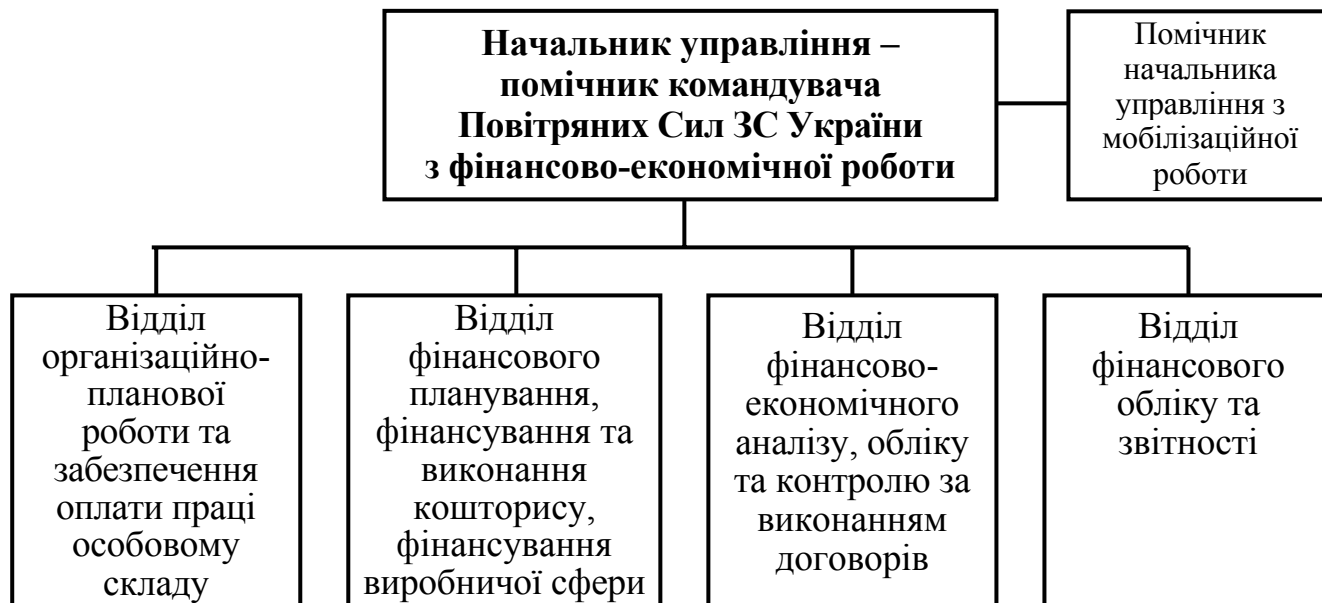 Начальник управління –
помічник командувача
Повітряних Сил ЗС України
з фінансово-економічної роботи
Помічник
начальника
управління з
мобілізаційної
роботи
Відділ
організаційно-
планової
роботи та
забезпечення
оплати праці
особовому
складу
Відділ
фінансового
планування,
фінансування та
виконання
кошторису,
фінансування
виробничої сфери
Відділ
фінансово-
економічного
аналізу, обліку
та контролю за
виконанням
договорів
Відділ
фінансового
обліку та
звітності